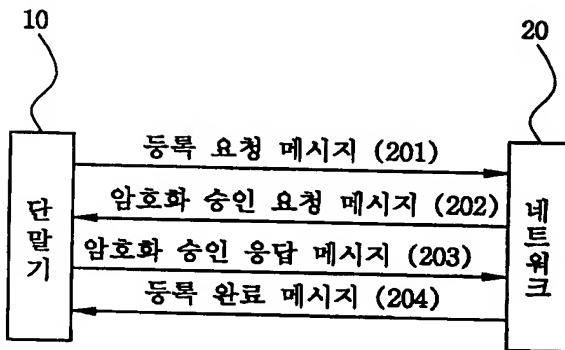 10
20
등록 요청 메시지 (201)
암호화 승인 요청 메시지 (202)
암호화 승인 응답 메시지 (203)
등록 완료 메시지 (204)
단말기
네트워크